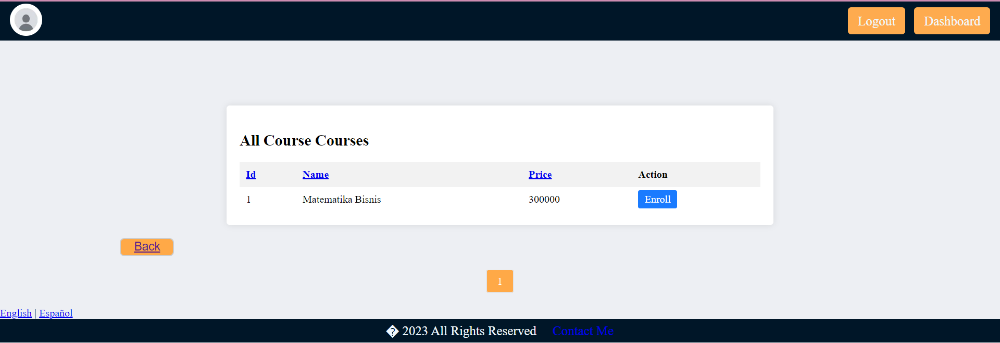 Logout Dashboard
All Course Courses
Id Name Price Action
1 Matematika Bisnis 300000 Enroll
Back
1
English | Español
� 2023 All Rights Reserved Contact Me